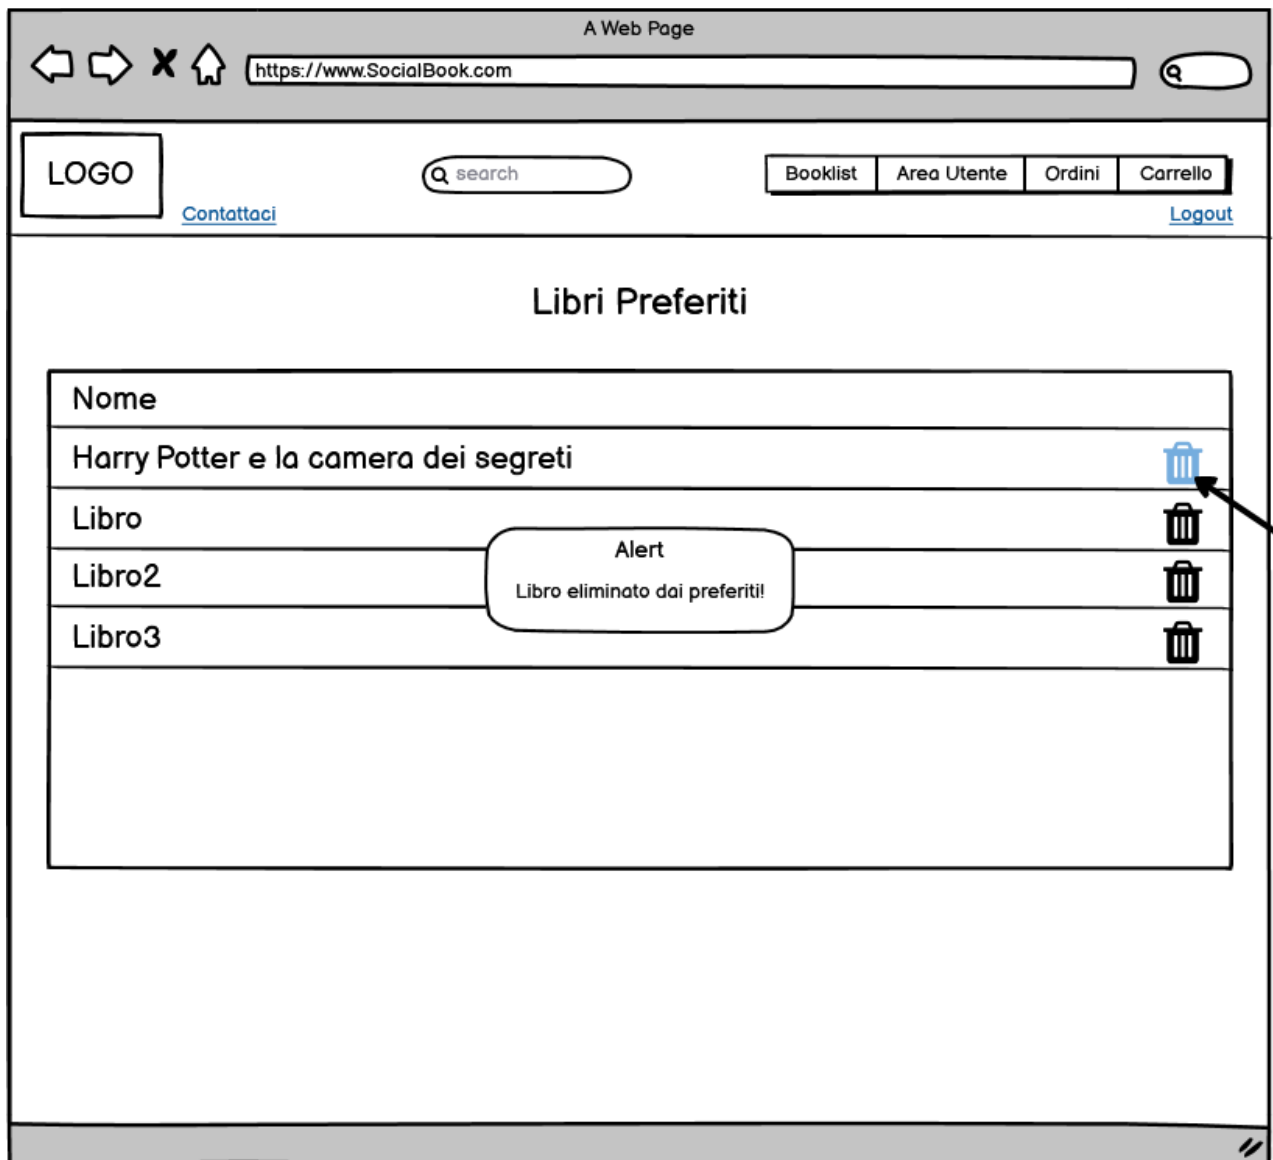 A Web Page
https://www.SocialBook.com
LOGO
search
Booklist Area Utente Ordini Carrello
Contattaci
Logout
Libri Preferiti
Nome
Harry Potter e la camera dei segreti
Libro
Alert
Libro2
Libro eliminato dai preferiti!
Libro3